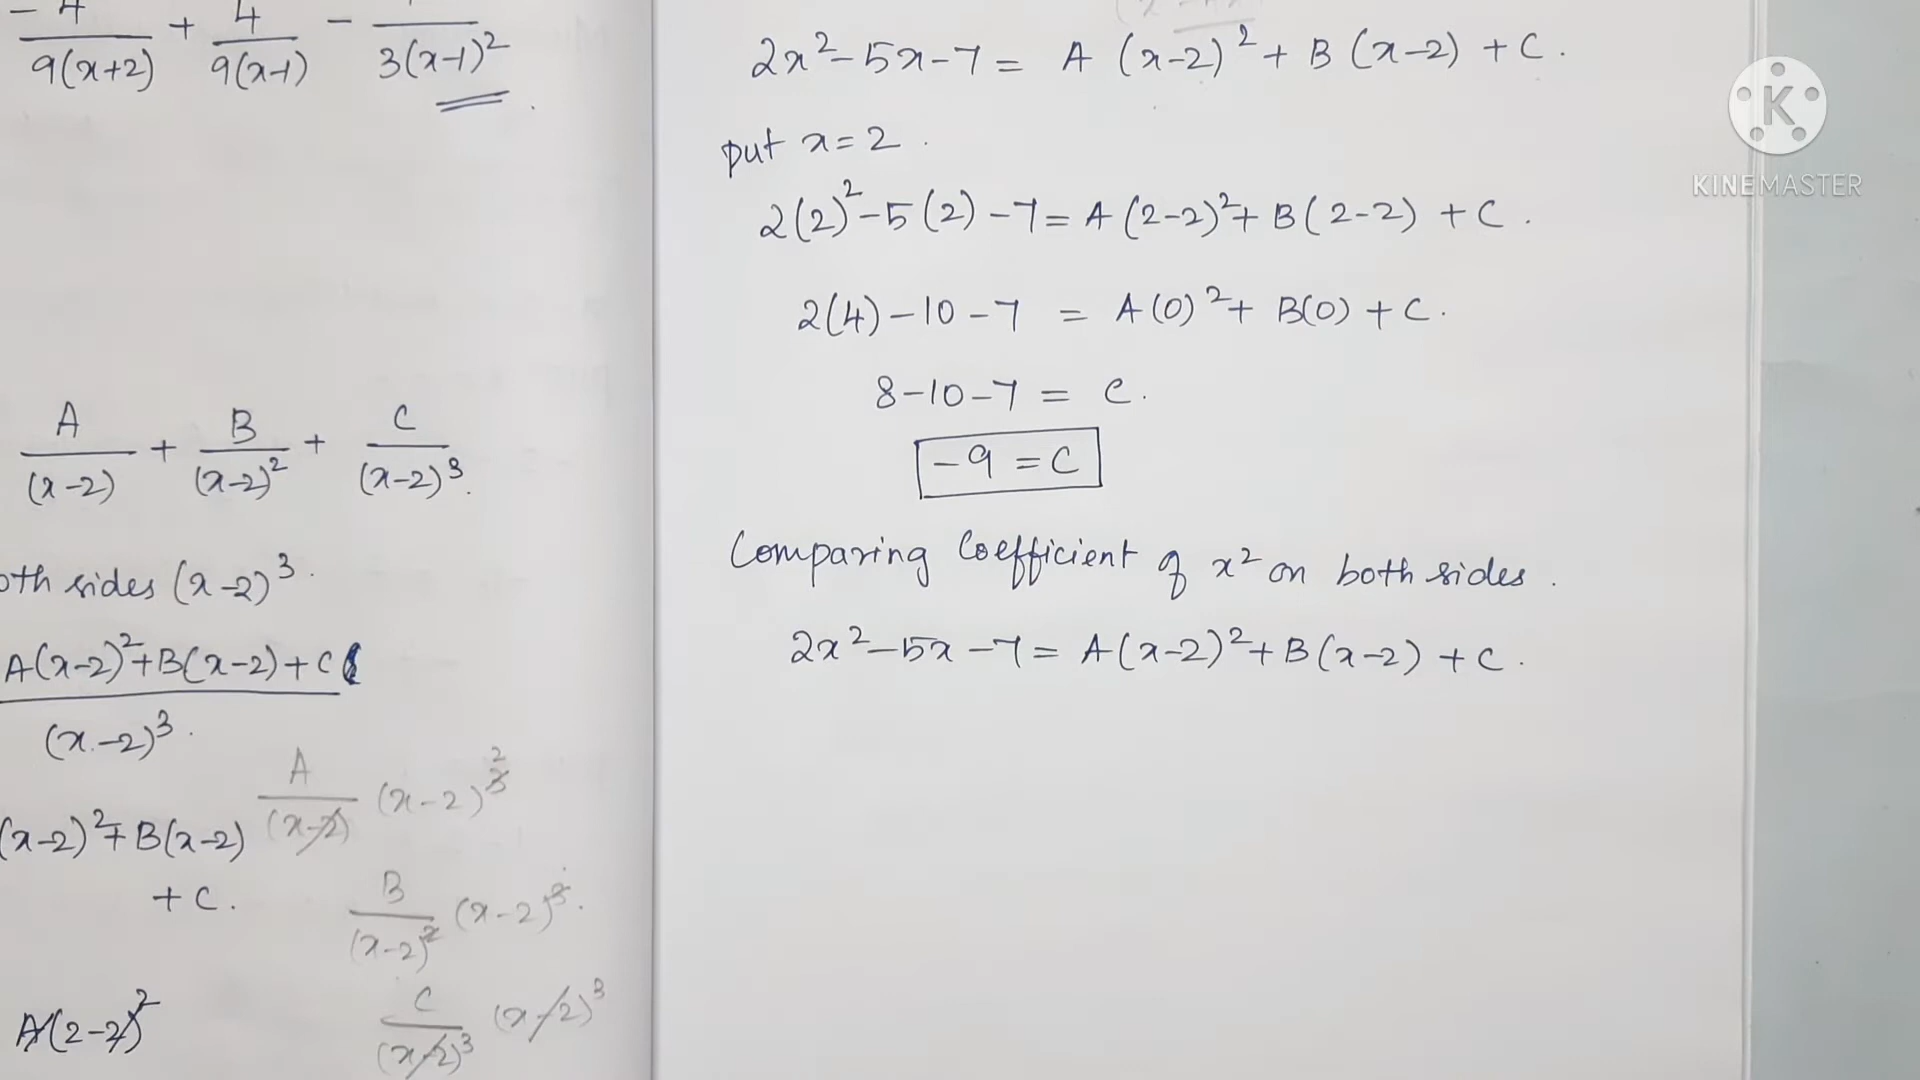 - 4/9(x+2) + 4/9(x-1) - /3(x-1)² .
A/(x-2) + B/(x-2)² + C/(x-2)³.
oth sides (x-2)³.
A(x-2)²+B(x-2)+C
(x-2)³.
(x-2)²+B(x-2)
+ C.
A/(x-2) (x-2)³ 2
B/(x-2)² (x-2)³.
C/(x-2)³ (x-2)³
A(2-2)²
2x²-5x-7 = A (x-2)² + B (x-2) + C.
put x = 2.
2(2)²-5(2)-7 = A(2-2)²+ B(2-2) + C.
2(4)-10-7 = A(0)²+ B(0) + C.
8-10-7 = C.
-9 = C
Comparing Coefficient of x² on both sides.
2x²-5x-7 = A(x-2)²+B(x-2) + C.
K
KINEMASTER